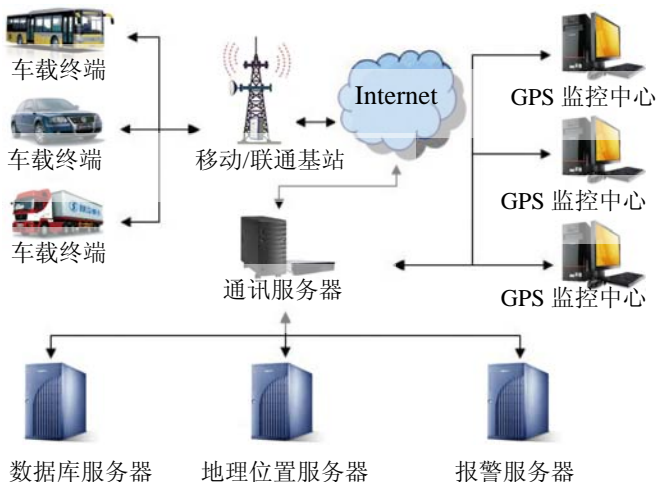 车载终端
车载终端
车载终端
移动/联通基站
Internet
GPS 监控中心
GPS 监控中心
GPS 监控中心
通讯服务器
数据库服务器
地理位置服务器
报警服务器